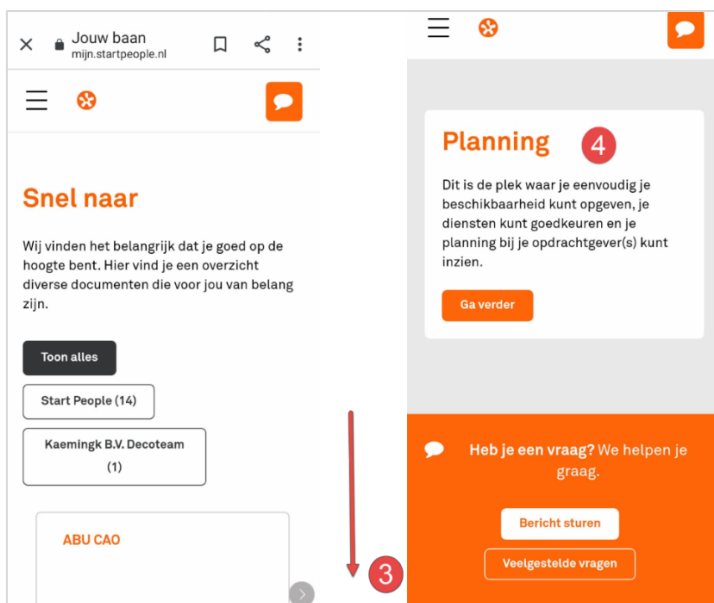 Jouw baan
mijn.startpeople.nl
Snel naar
Wij vinden het belangrijk dat je goed op de
hoogte bent. Hier vind je een overzicht
diverse documenten die voor jou van belang
zijn.
Toon alles
Start People (14)
Kaemingk B.V. Decoteam
(1)
ABU CAO
3
Planning
4
Dit is de plek waar je eenvoudig je
beschikbaarheid kunt opgeven, je
diensten kunt goedkeuren en je
planning bij je opdrachtgever(s) kunt
inzien.
Ga verder
Heb je een vraag? We helpen je
graag.
Bericht sturen
Veelgestelde vragen